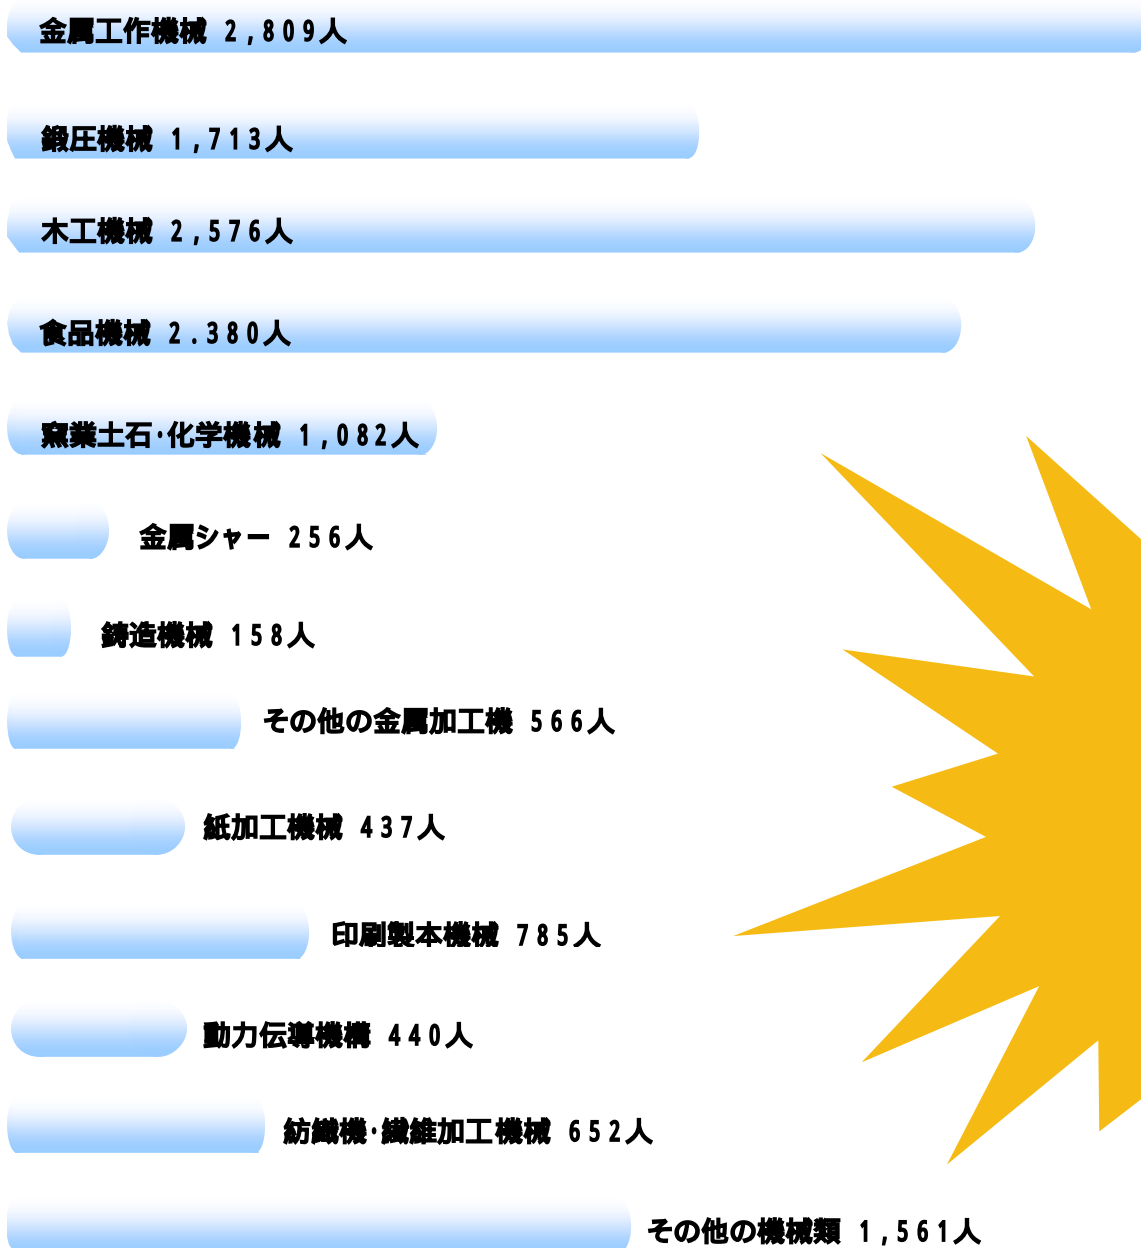 金属工作機械 2,809人
鍛圧機械 1,713人
木工機械 2,576人
食品機械 2.380人
窯業土石·化学機械 1,082人
金属シャー 256人
鋳造機械 158人
その他の金属加工機 566人
紙加工機械 437人
印刷製本機械 785人
動力伝導機構 440人
紡織機·繊維加工機械 652人
その他の機械類 1,561人